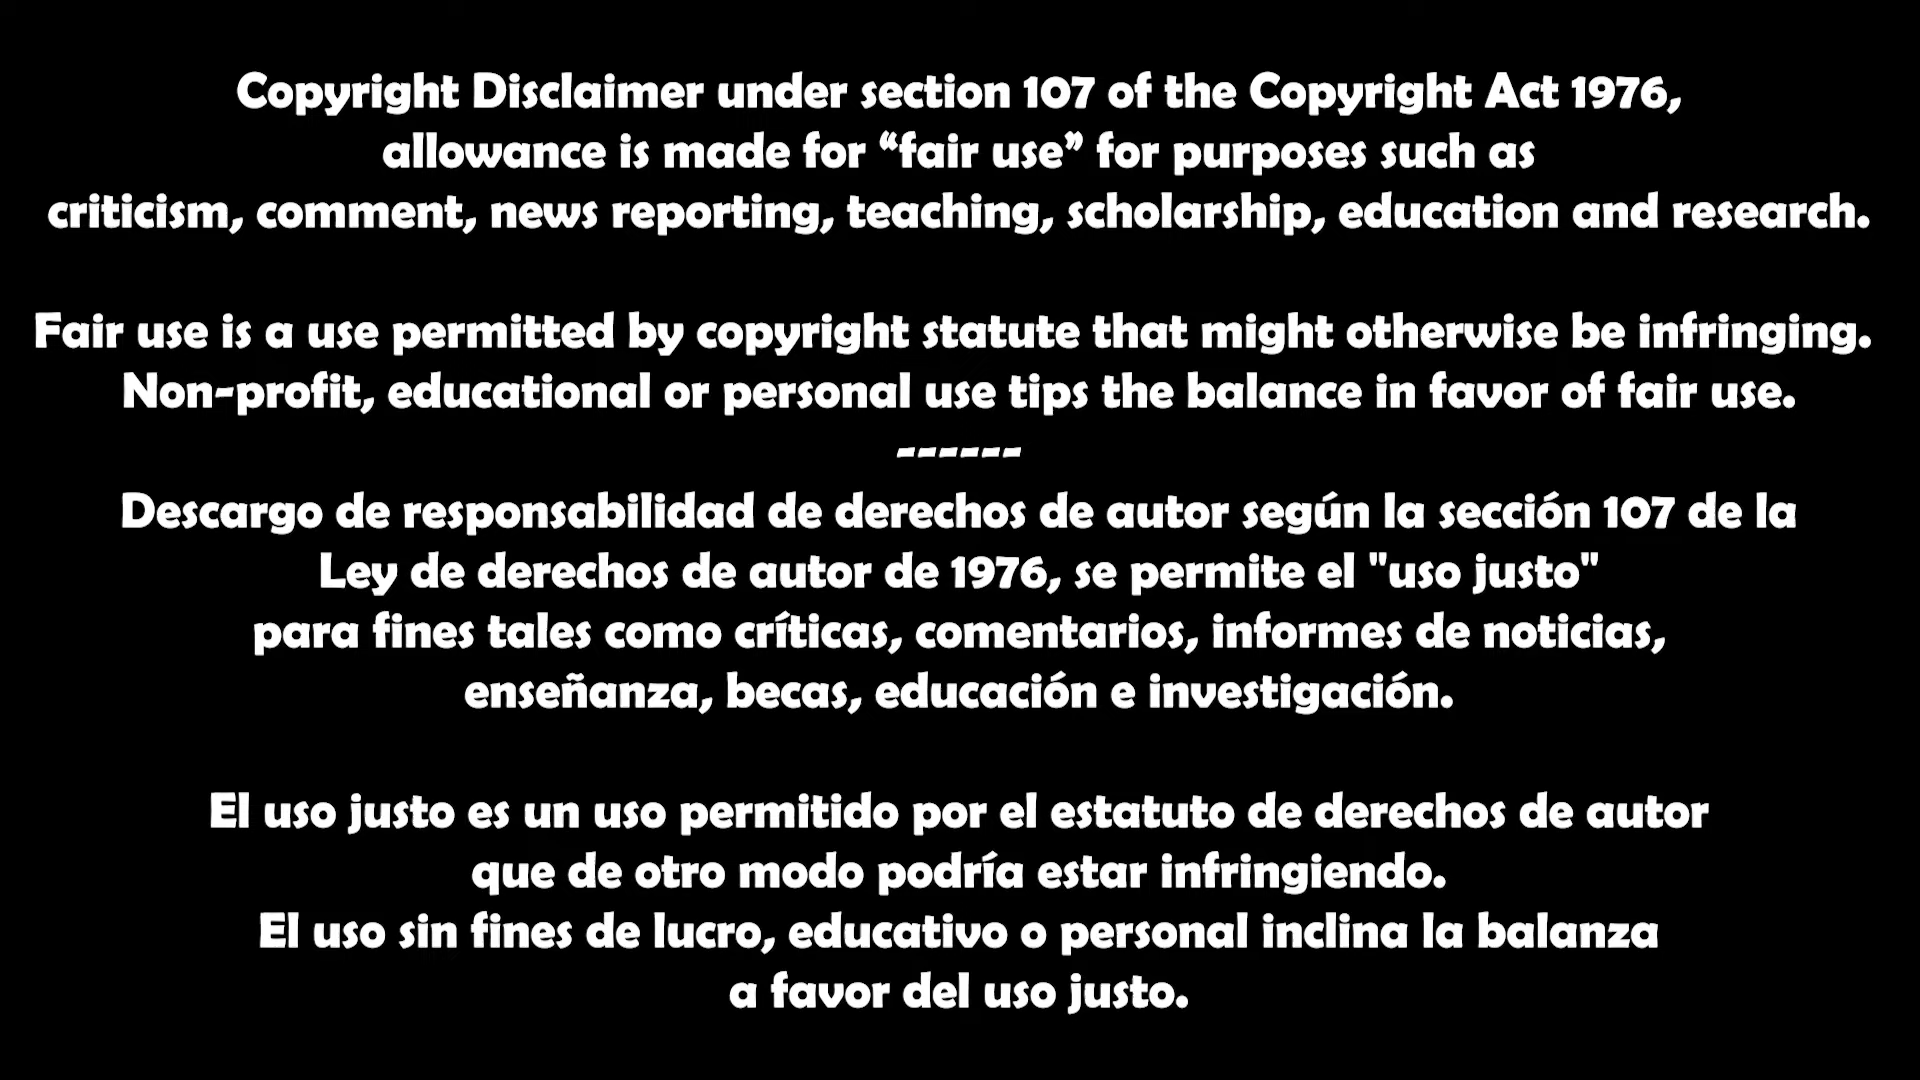 Copyright Disclaimer under section 107 of the Copyright Act 1976,
allowance is made for “fair use” for purposes such as
criticism, comment, news reporting, teaching, scholarship, education and research.
Fair use is a use permitted by copyright statute that might otherwise be infringing.
Non-profit, educational or personal use tips the balance in favor of fair use.
------
Descargo de responsabilidad de derechos de autor según la sección 107 de la
Ley de derechos de autor de 1976, se permite el "uso justo"
para fines tales como críticas, comentarios, informes de noticias,
enseñanza, becas, educación e investigación.
El uso justo es un uso permitido por el estatuto de derechos de autor
que de otro modo podría estar infringiendo.
El uso sin fines de lucro, educativo o personal inclina la balanza
a favor del uso justo.